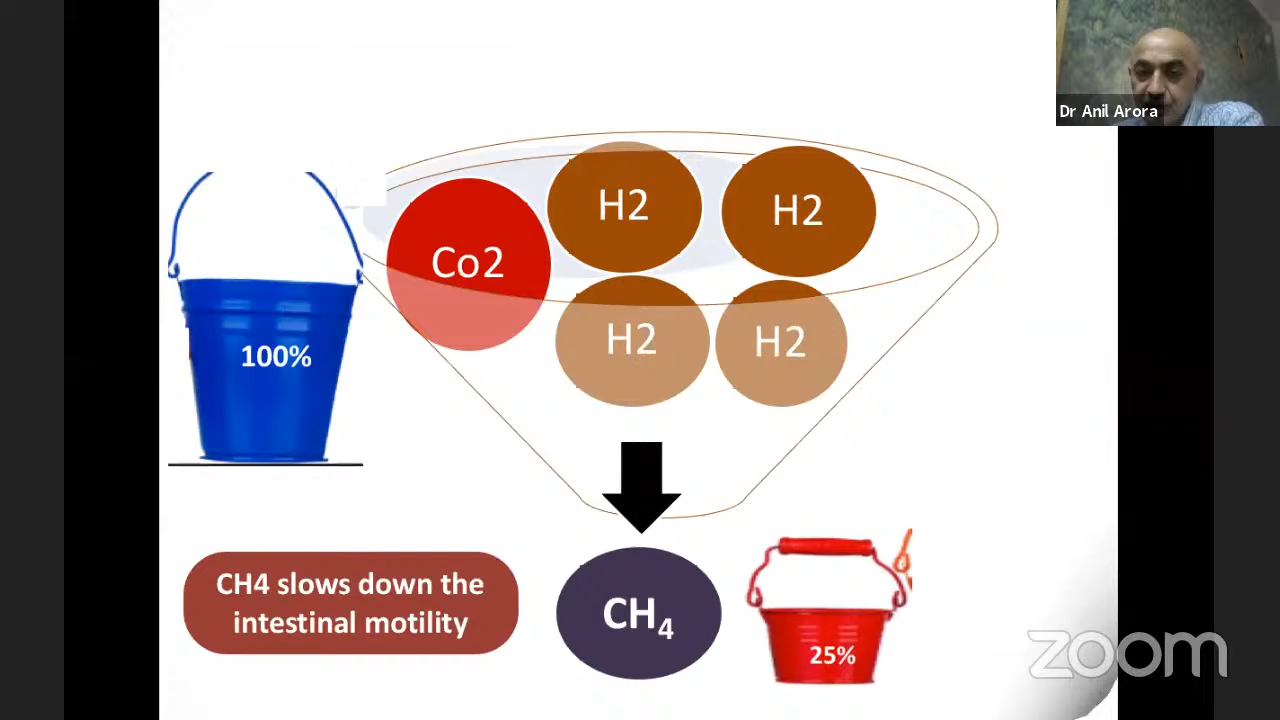 Dr Anil Arora
H2
H2
Co2
H2
H2
100%
CH4 slows down the
intestinal motility
CH₄
25%
zoom